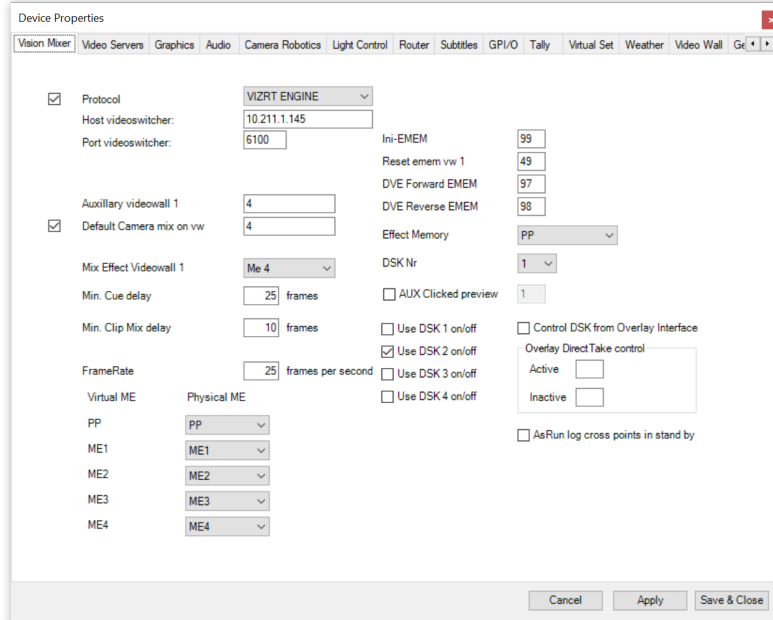 Device Properties
Vision Mixer Video Servers Graphics Audio Camera Robotics Light Control Router Subtitles GPI/O Tally Virtual Set Weather Video Wall
Protocol VIZRT ENGINE
Host videoswitcher: 10.211.1.145
Port videoswitcher: 6100
Ini-EMEM 99
Reset emem vw 1 49
DVE Forward EMEM 97
Auxillary videowall 1 4
DVE Reverse EMEM 98
Default Camera mix on vw 4
Effect Memory PP
Mix Effect Videowall 1 Me 4
DSK Nr 1
Min. Cue delay 25 frames
AUX Clicked preview 1
Min. Clip Mix delay 10 frames
Use DSK 1 on/off
Control DSK from Overlay Interface
Use DSK 2 on/off
Overlay DirectTake control
FrameRate 25 frames per second
Use DSK 3 on/off
Active
Virtual ME Physical ME
Use DSK 4 on/off
Inactive
PP PP
AsRun log cross points in stand by
ME1 ME1
ME2 ME2
ME3 ME3
ME4 ME4
Cancel Apply Save & Close